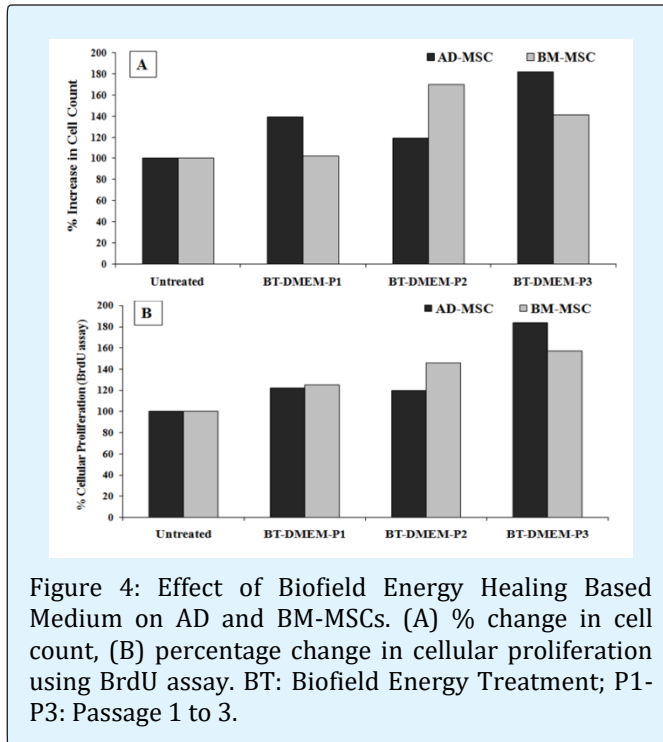 A
AD-MSC BM-MSC
% Increase in Cell Count
200
180
160
140
120
100
80
60
40
20
0
Untreated BT-DMEM-P1 BT-DMEM-P2 BT-DMEM-P3
B
AD-MSC BM-MSC
% Cellular Proliferation (BrdU assay)
200
180
160
140
120
100
80
60
40
20
0
Untreated BT-DMEM-P1 BT-DMEM-P2 BT-DMEM-P3
Figure 4: Effect of Biofield Energy Healing Based
Medium on AD and BM-MSCs. (A) % change in cell
count, (B) percentage change in cellular proliferation
using BrdU assay. BT: Biofield Energy Treatment; P1-
P3: Passage 1 to 3.